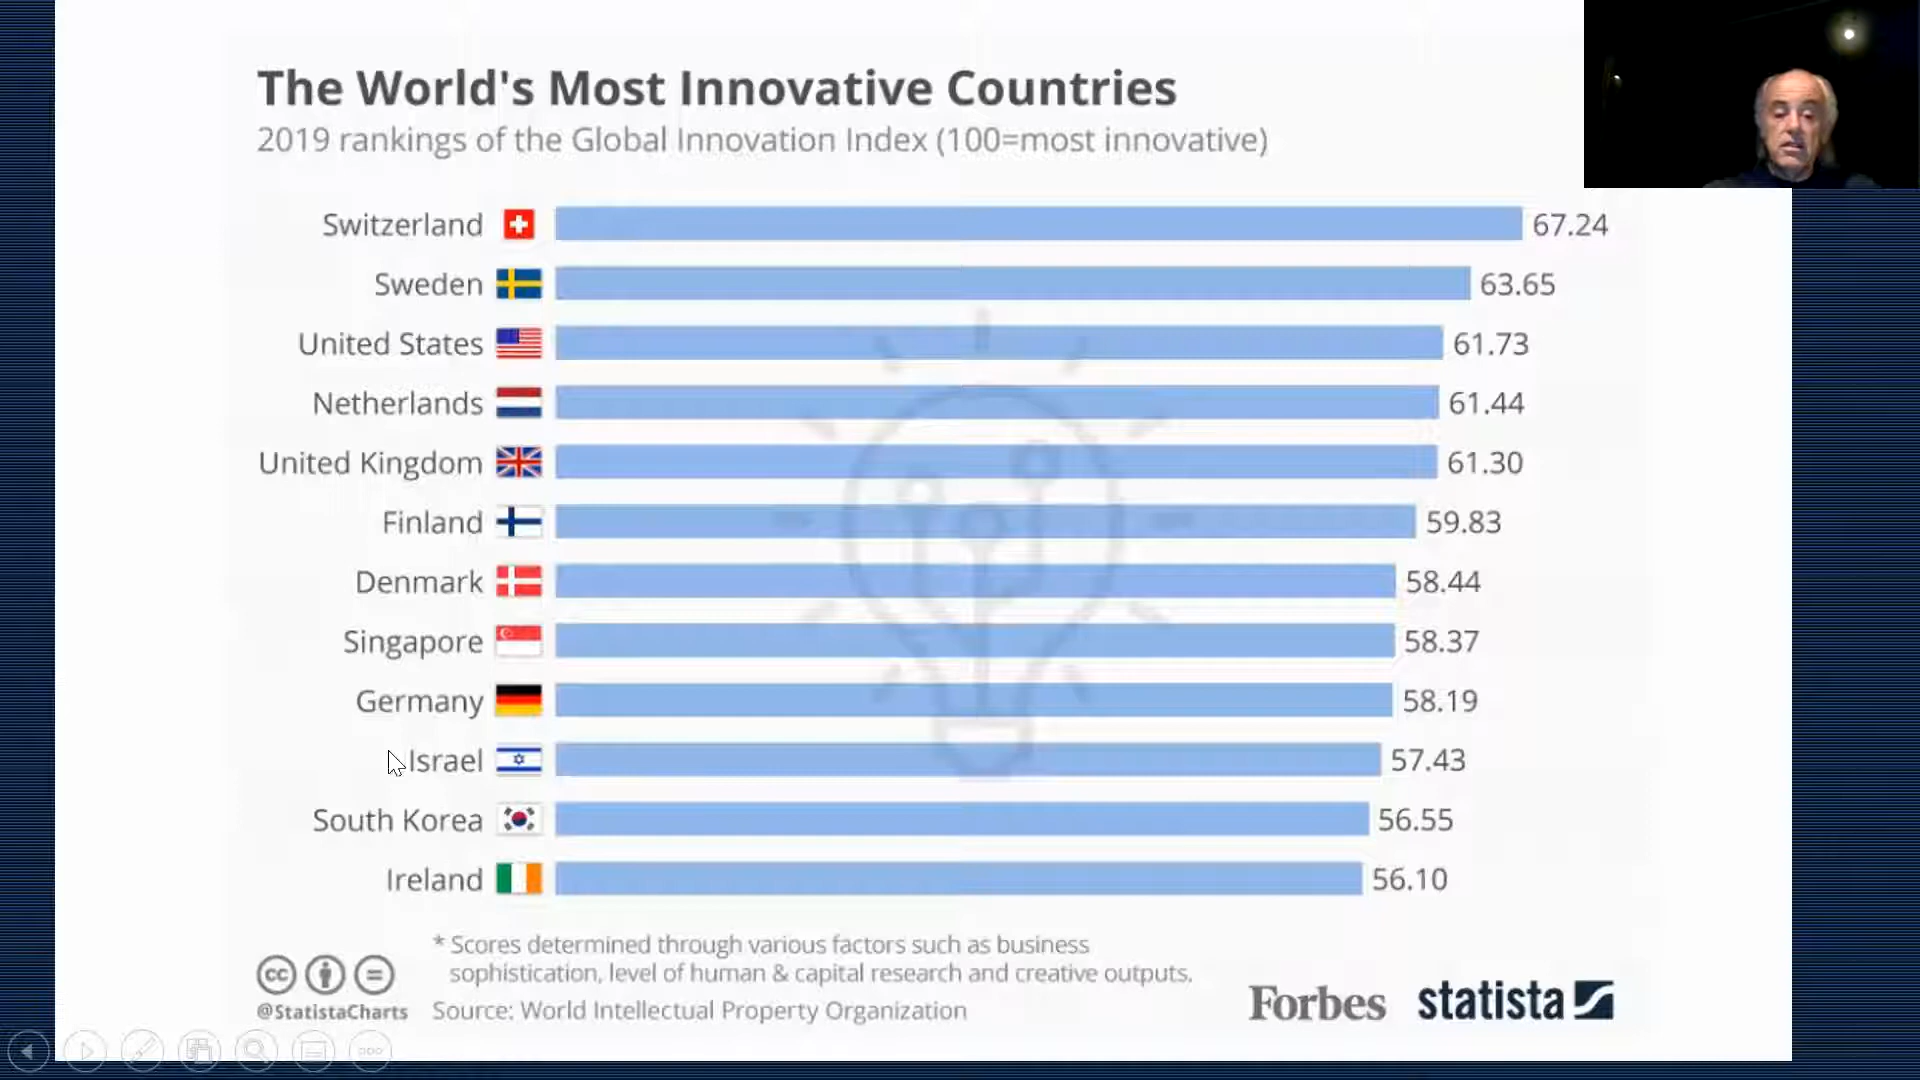 The World's Most Innovative Countries
2019 rankings of the Global Innovation Index (100=most innovative)
Switzerland 67.24
Sweden 63.65
United States 61.73
Netherlands 61.44
United Kingdom 61.30
Finland 59.83
Denmark 58.44
Singapore 58.37
Germany 58.19
Israel 57.43
South Korea 56.55
Ireland 56.10
* Scores determined through various factors such as business
sophistication, level of human & capital research and creative outputs.
cc
@StatistaCharts Source: World Intellectual Property Organization
Forbes statista